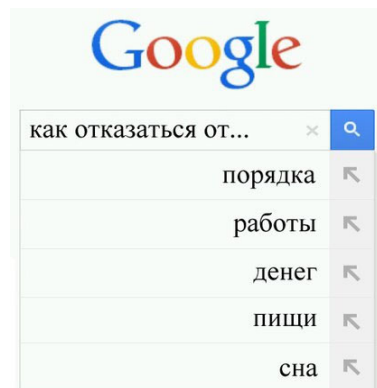 Google
как отказаться от...
порядка
работы
денег
пищи
сна